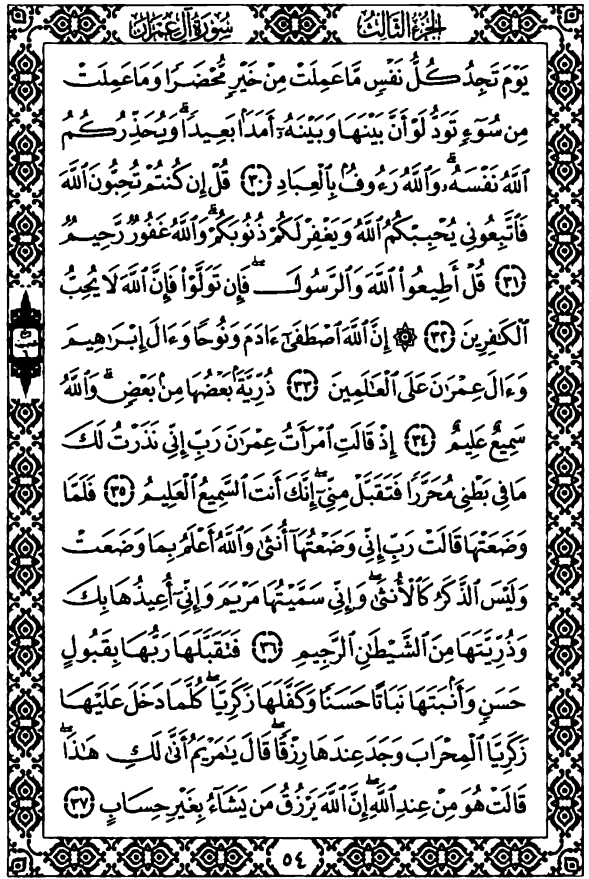 الجزء الثالث سورة آل عمران
يَوْمَ تَجِدُ كُلُّ نَفْسٍ مَّا عَمِلَتْ مِنْ خَيْرٍ مُّحْضَرًا وَمَا عَمِلَتْ
مِن سُوٓءٍ تَوَدُّ لَوْ أَنَّ بَيْنَهَا وَبَيْنَهُۥٓ أَمَدَۢا بَعِيدًا ۗ وَيُحَذِّرُكُمُ
ٱللَّهُ نَفْسَهُۥ ۗ وَٱللَّهُ رَءُوفُۢ بِٱلْعِبَادِ ﴿٣٠﴾ قُلْ إِن كُنتُمْ تُحِبُّونَ ٱللَّهَ
فَٱتَّبِعُونِى يُحْبِبْكُمُ ٱللَّهُ وَيَغْفِرْ لَكُمْ ذُنُوبَكُمْ ۗ وَٱللَّهُ غَفُورٌ رَّحِيمٌ
﴿٣١﴾ قُلْ أَطِيعُوا۟ ٱللَّهَ وَٱلرَّسُولَ ۖ فَإِن تَوَلَّوْا۟ فَإِنَّ ٱللَّهَ لَا يُحِبُّ
ٱلْكَٰفِرِينَ ﴿٣٢﴾ ۞ إِنَّ ٱللَّهَ ٱصْطَفَىٰٓ ءَادَمَ وَنُوحًا وَءَالَ إِبْرَٰهِيمَ
وَءَالَ عِمْرَٰنَ عَلَى ٱلْعَٰلَمِينَ ﴿٣٣﴾ ذُرِّيَّةَۢ بَعْضُهَا مِنۢ بَعْضٍ ۗ وَٱللَّهُ
سَمِيعٌ عَلِيمٌ ﴿٣٤﴾ إِذْ قَالَتِ ٱمْرَأَتُ عِمْرَٰنَ رَبِّ إِنِّى نَذَرْتُ لَكَ
مَا فِى بَطْنِى مُحَرَّرًا فَتَقَبَّلْ مِنِّىٓ ۖ إِنَّكَ أَنتَ ٱلسَّمِيعُ ٱلْعَلِيمُ ﴿٣٥﴾ فَلَمَّا
وَضَعَتْهَا قَالَتْ رَبِّ إِنِّى وَضَعْتُهَآ أُنثَىٰ وَٱللَّهُ أَعْلَمُ بِمَا وَضَعَتْ
وَلَيْسَ ٱلذَّكَرُ كَٱلْأُنثَىٰ ۖ وَإِنِّى سَمَّيْتُهَا مَرْيَمَ وَإِنِّىٓ أُعِيذُهَا بِكَ
وَذُرِّيَّتَهَا مِنَ ٱلشَّيْطَٰنِ ٱلرَّجِيمِ ﴿٣٦﴾ فَتَقَبَّلَهَا رَبُّهَا بِقَبُولٍ
حَسَنٍ وَأَنۢبَتَهَا نَبَاتًا حَسَنًا وَكَفَّلَهَا زَكَرِيَّا ۖ كُلَّمَا دَخَلَ عَلَيْهَا
زَكَرِيَّا ٱلْمِحْرَابَ وَجَدَ عِندَهَا رِزْقًا ۖ قَالَ يَٰمَرْيَمُ أَنَّىٰ لَكِ هَٰذَا ۖ
قَالَتْ هُوَ مِنْ عِندِ ٱللَّهِ ۖ إِنَّ ٱللَّهَ يَرْزُقُ مَن يَشَآءُ بِغَيْرِ حِسَابٍ ﴿٣٧﴾
٥٤